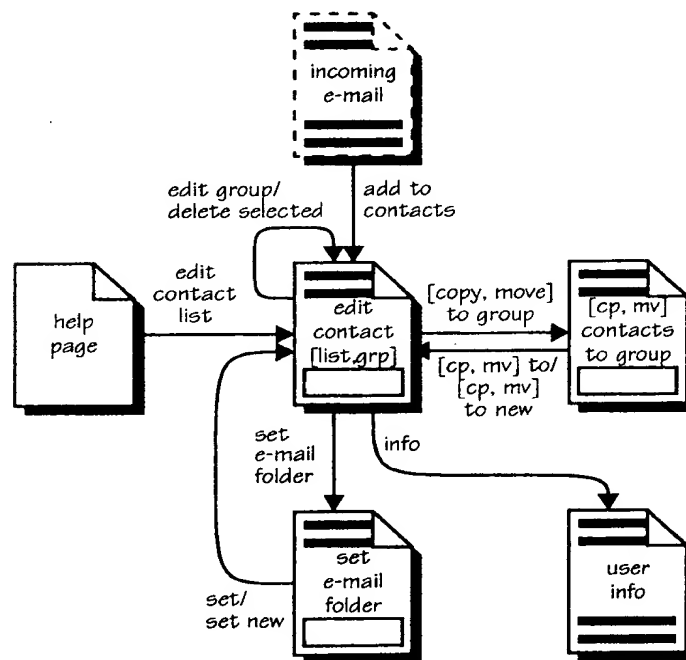 incoming
e-mail
edit group/
delete selected
add to
contacts
edit
contact
list
help
page
edit
contact
[list,grp]
[copy, move]
to group
[cp, mv]
contacts
to group
[cp, mv] to/
[cp, mv]
to new
set
e-mail
folder
info
set/
set new
set
e-mail
folder
user
info